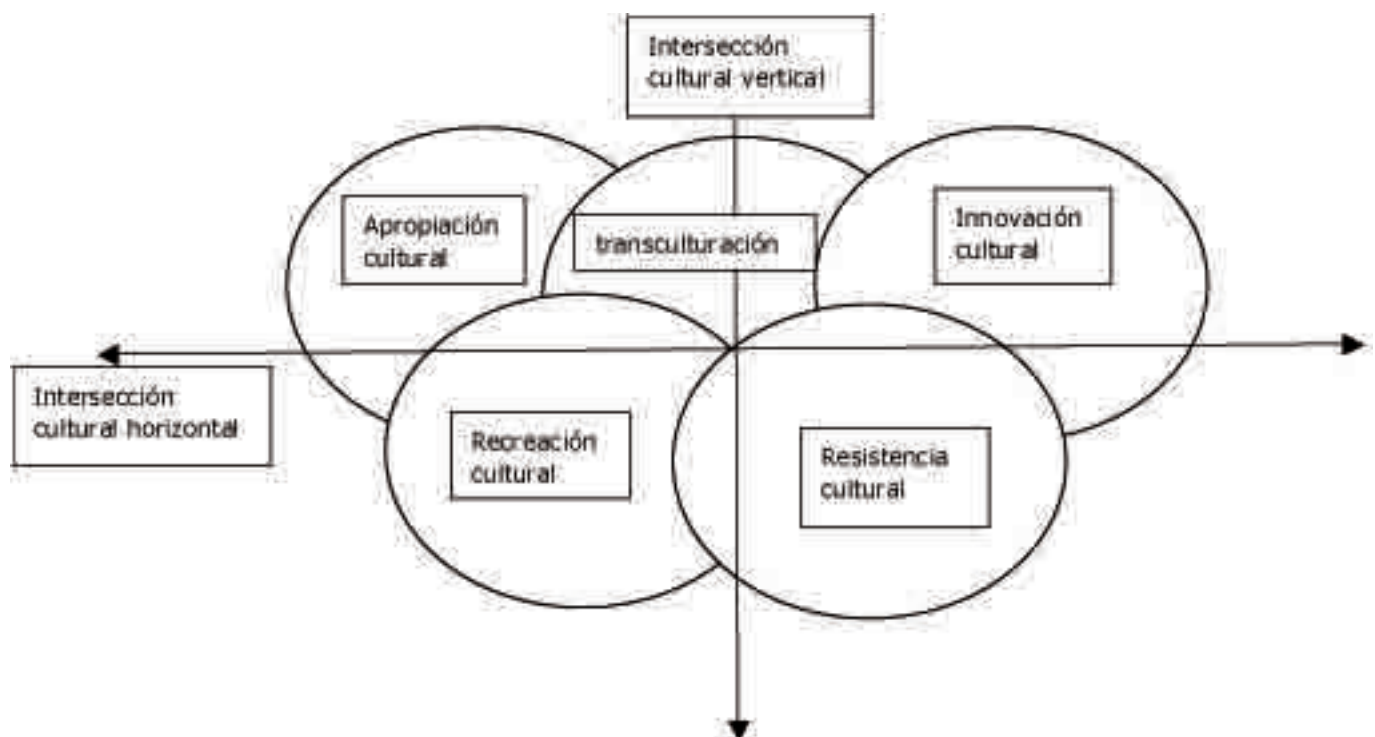 Intersección
cultural vertical
Apropiación
cultural
transculturación
Innovación
cultural
Intersección
cultural horizontal
Recreación
cultural
Resistencia
cultural